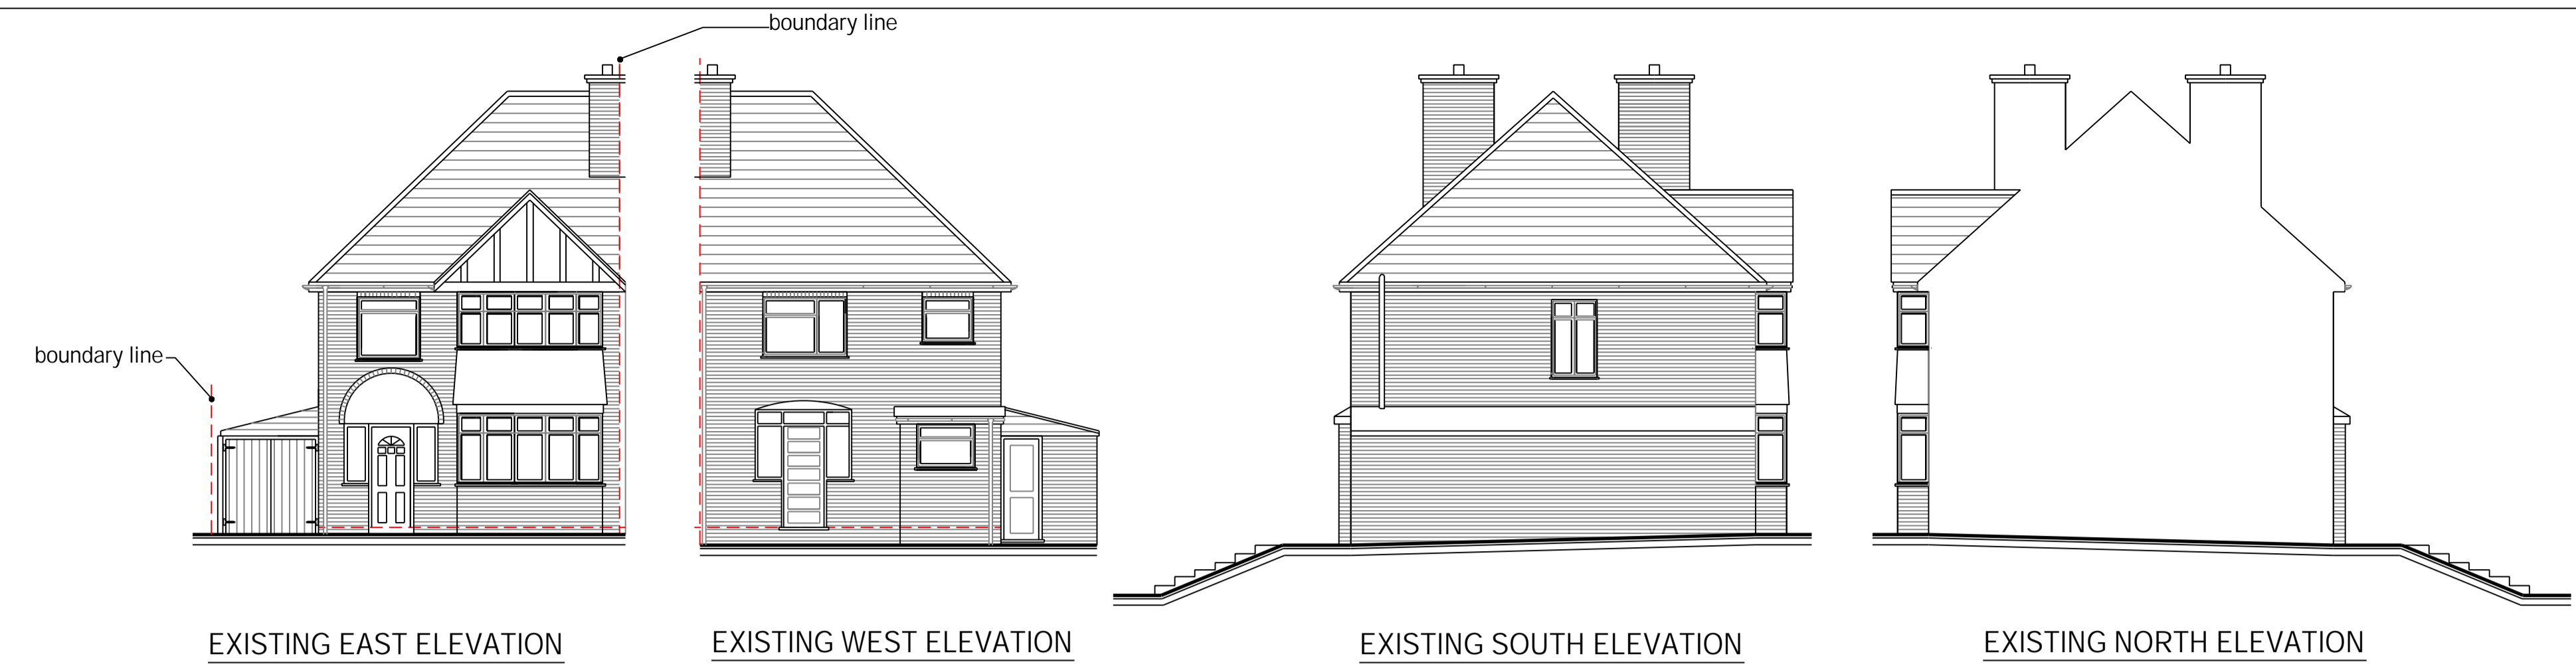 boundary line
boundary line
EXISTING EAST ELEVATION
EXISTING WEST ELEVATION
EXISTING SOUTH ELEVATION
EXISTING NORTH ELEVATION